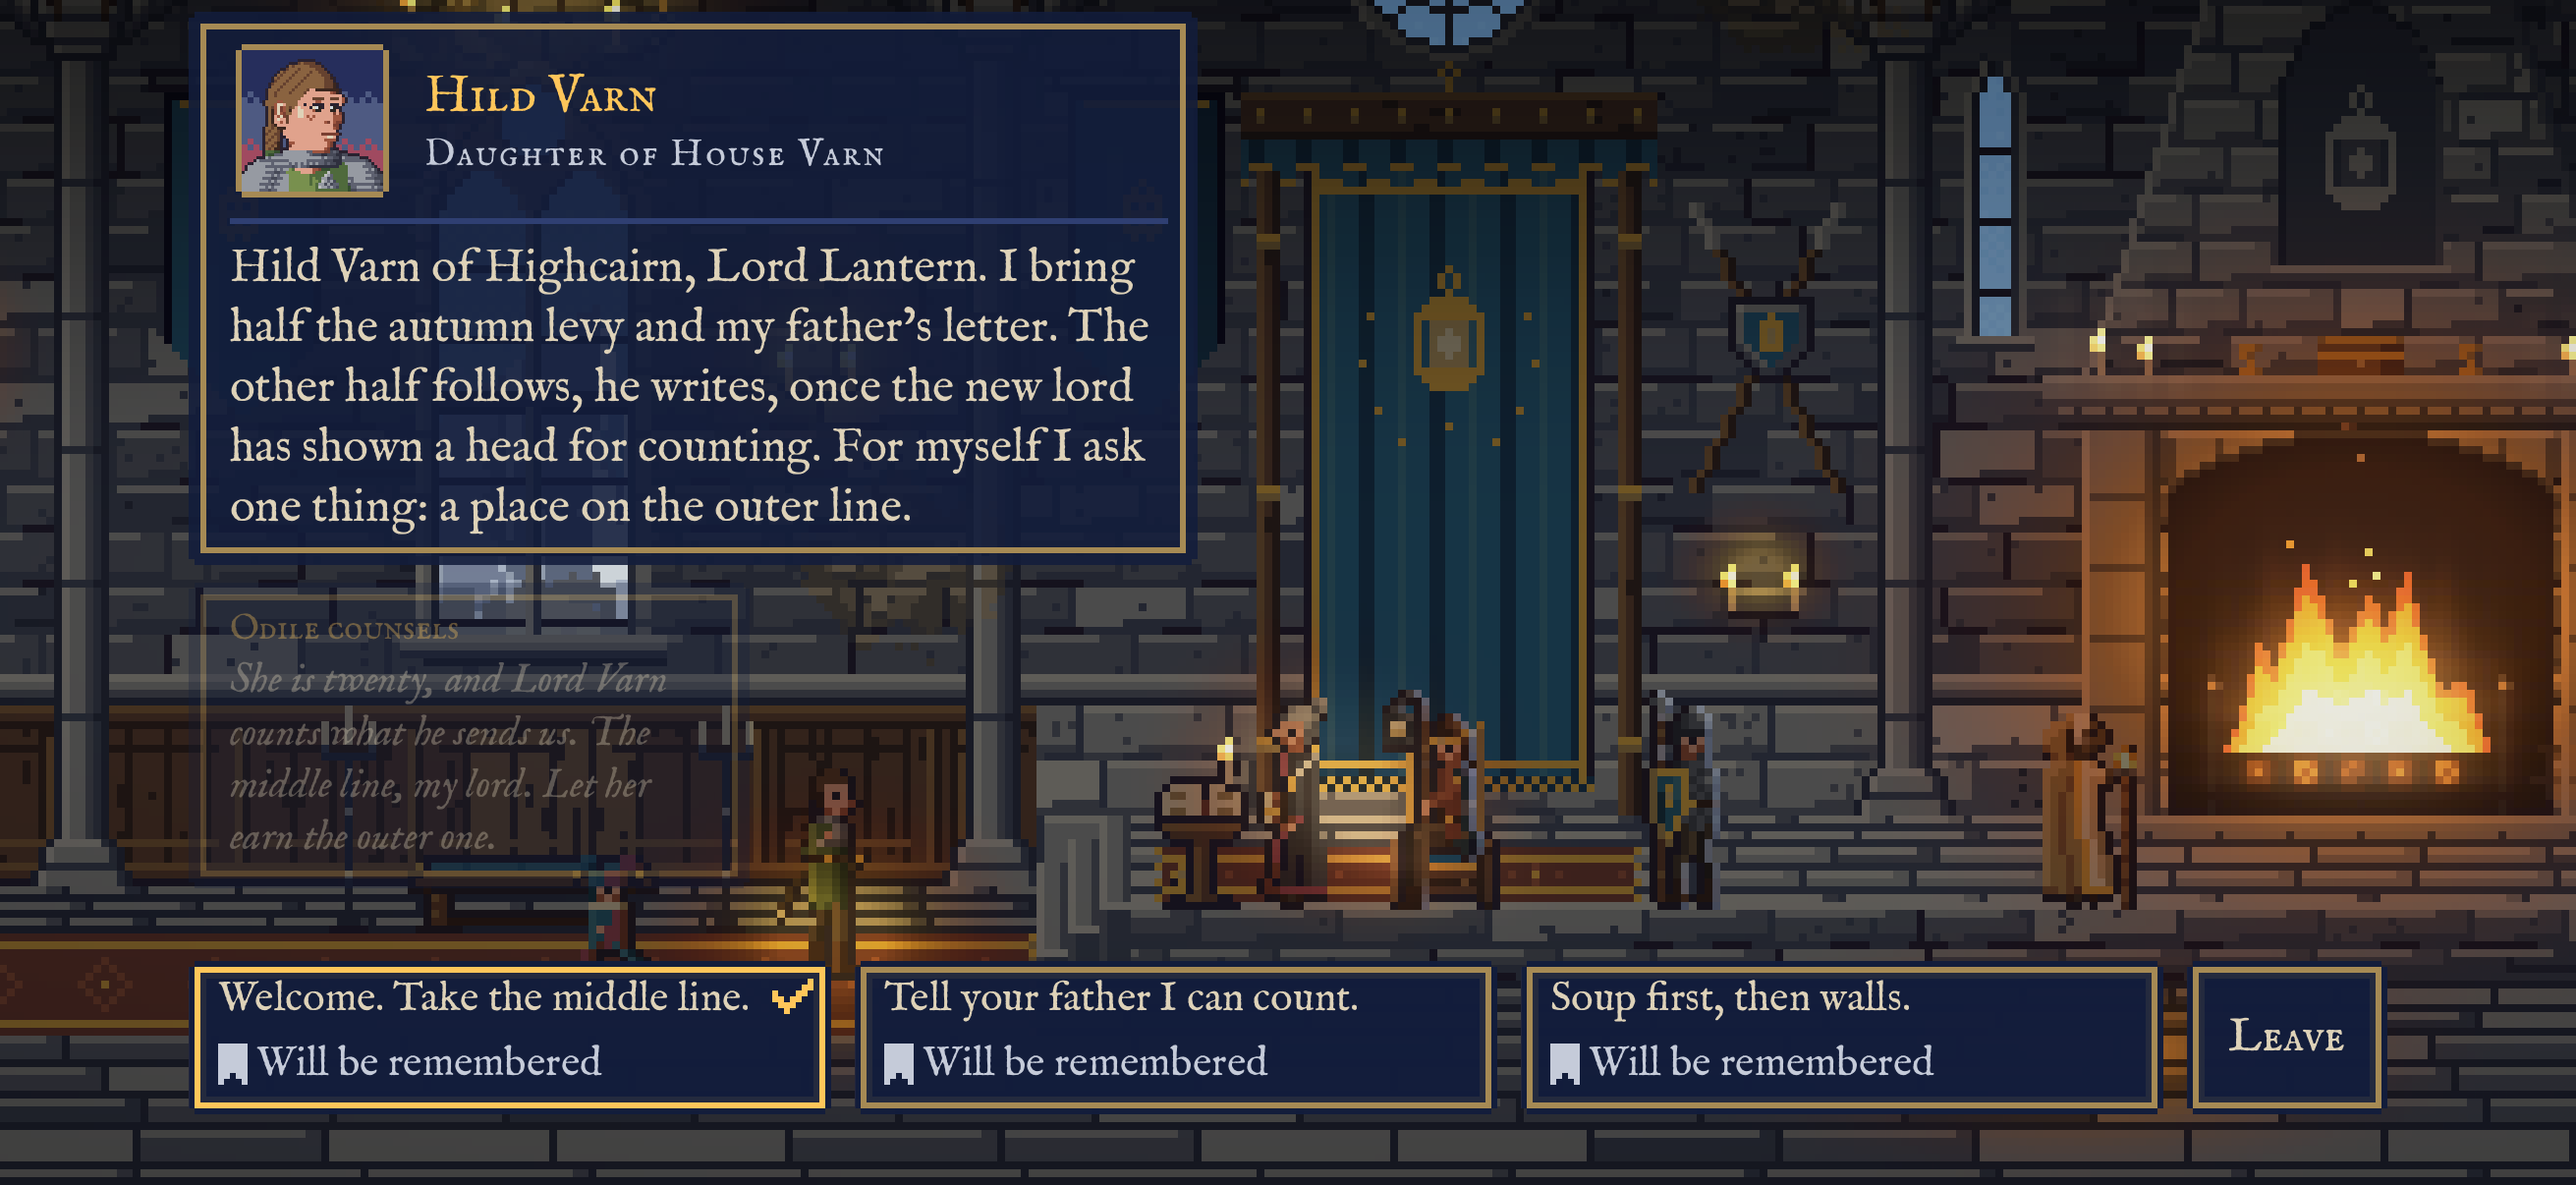 Hild Varn
Daughter of House Varn
Hild Varn of Highcairn, Lord Lantern. I bring
half the autumn levy and my father's letter. The
other half follows, he writes, once the new lord
has shown a head for counting. For myself I ask
one thing: a place on the outer line.
Odile counsels
She is twenty, and Lord Varn
counts what he sends us. The
middle line, my lord. Let her
earn the outer one.
Welcome. Take the middle line.
Will be remembered
Tell your father I can count.
Will be remembered
Soup first, then walls.
Will be remembered
Leave